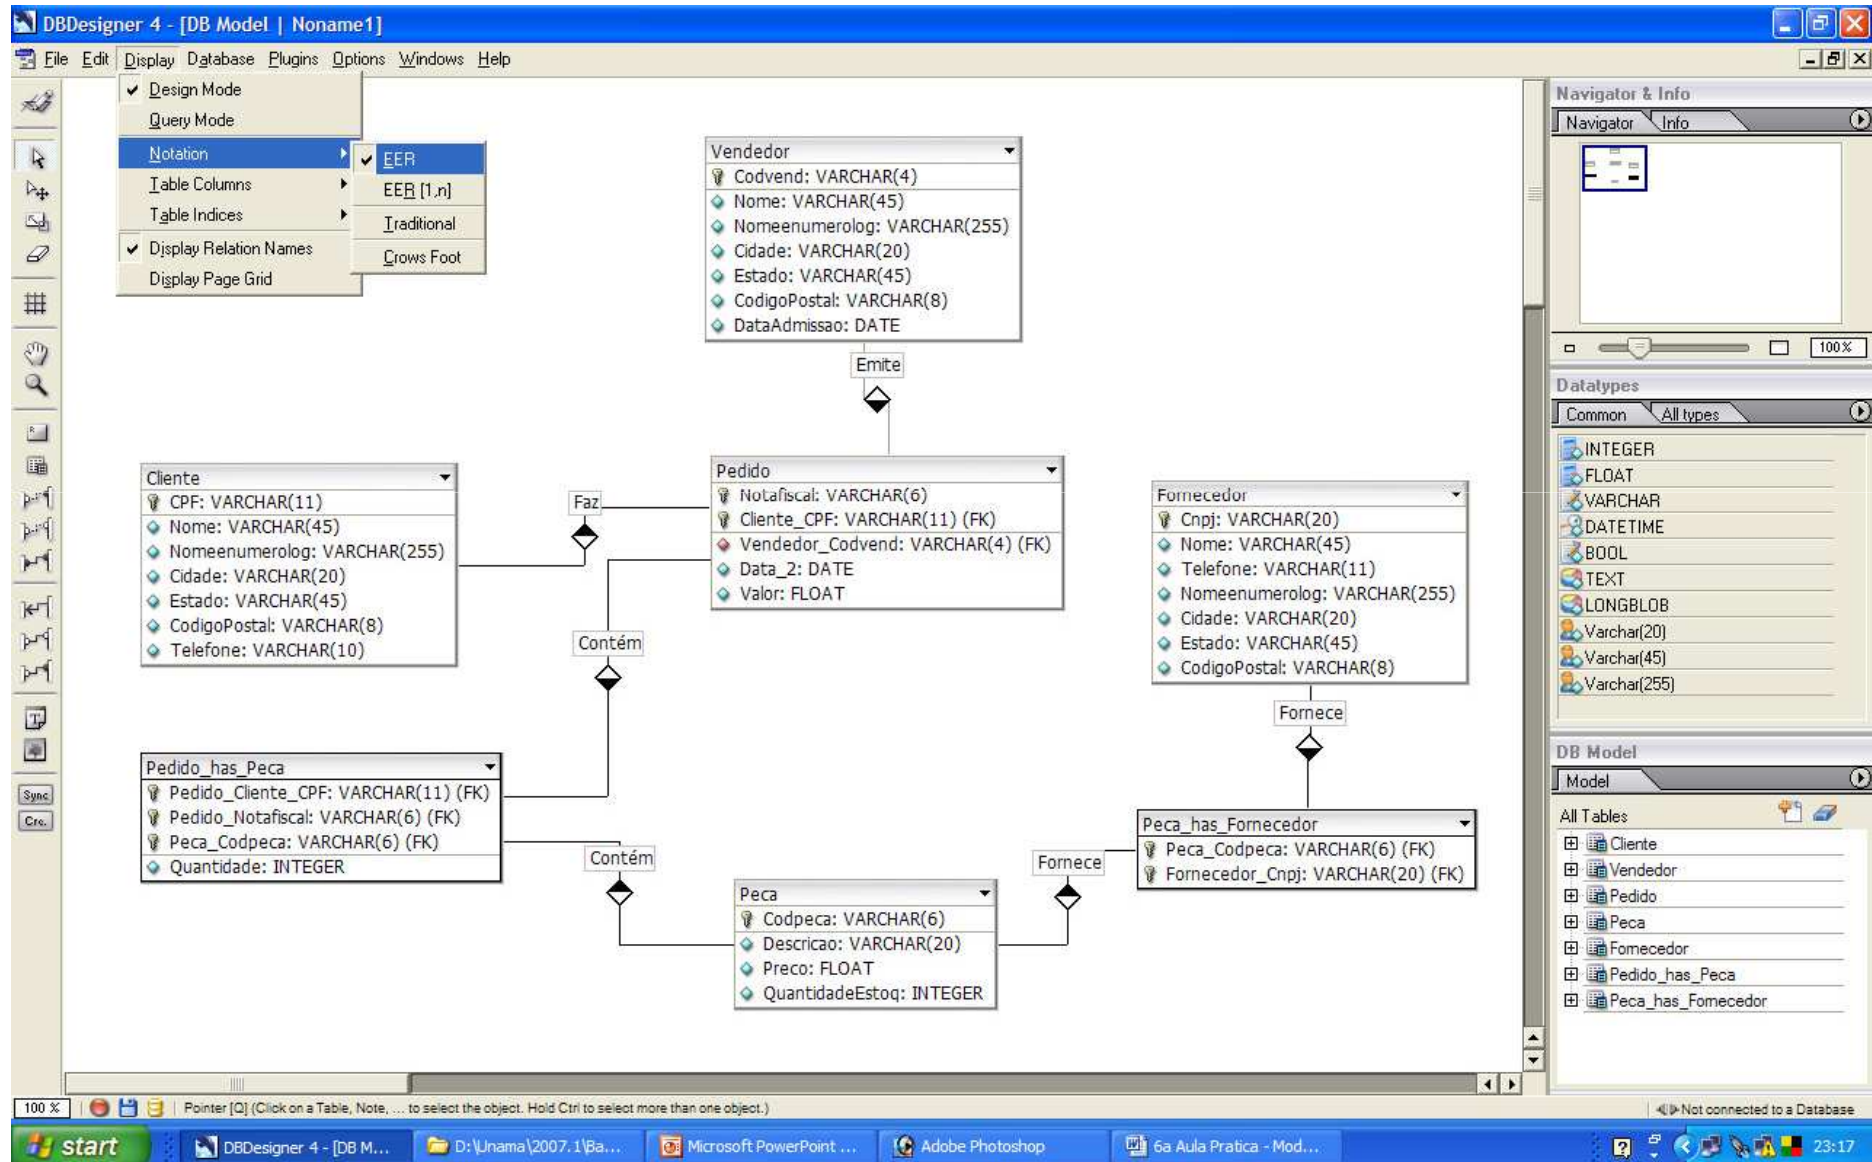 DBDesigner 4 - [DB Model | Noname1]
File Edit Display Database Plugins Options Windows Help
Design Mode
Query Mode
Notation
Table Columns
Table Indices
Display Relation Names
Display Page Grid
EER
EER [1,n]
Traditional
Crows Foot
Vendedor
Codvend: VARCHAR(4)
Nome: VARCHAR(45)
Nomeenumerolog: VARCHAR(255)
Cidade: VARCHAR(20)
Estado: VARCHAR(45)
CodigoPostal: VARCHAR(8)
DataAdmissao: DATE
Emite
Cliente
CPF: VARCHAR(11)
Nome: VARCHAR(45)
Nomeenumerolog: VARCHAR(255)
Cidade: VARCHAR(20)
Estado: VARCHAR(45)
CodigoPostal: VARCHAR(8)
Telefone: VARCHAR(10)
Faz
Pedido
Notafiscal: VARCHAR(6)
Cliente_CPF: VARCHAR(11) (FK)
Vendedor_Codvend: VARCHAR(4) (FK)
Data_2: DATE
Valor: FLOAT
Contém
Fornecedor
Cnpj: VARCHAR(20)
Nome: VARCHAR(45)
Telefone: VARCHAR(11)
Nomeenumerolog: VARCHAR(255)
Cidade: VARCHAR(20)
Estado: VARCHAR(45)
CodigoPostal: VARCHAR(8)
Fornece
Pedido_has_Peca
Pedido_Cliente_CPF: VARCHAR(11) (FK)
Pedido_Notafiscal: VARCHAR(6) (FK)
Peca_Codpeca: VARCHAR(6) (FK)
Quantidade: INTEGER
Contém
Peca
Codpeca: VARCHAR(6)
Descricao: VARCHAR(20)
Preco: FLOAT
QuantidadeEstoq: INTEGER
Fornece
Peca_has_Fornecedor
Peca_Codpeca: VARCHAR(6) (FK)
Fornecedor_Cnpj: VARCHAR(20) (FK)
Sync
Cre.
Navigator & Info
Navigator Info
100%
Datatypes
Common All types
INTEGER
FLOAT
VARCHAR
DATETIME
BOOL
TEXT
LONGBLOB
Varchar(20)
Varchar(45)
Varchar(255)
DB Model
Model
All Tables
Cliente
Vendedor
Pedido
Peca
Fornecedor
Pedido_has_Peca
Peca_has_Fornecedor
100 % Pointer [Q] (Click on a Table, Note, ... to select the object. Hold Ctrl to select more than one object.) Not connected to a Database
start DBDesigner 4 - [DB M... D:\Unama\2007.1\Ba... Microsoft PowerPoint ... Adobe Photoshop 6a Aula Pratica - Mod... 23:17